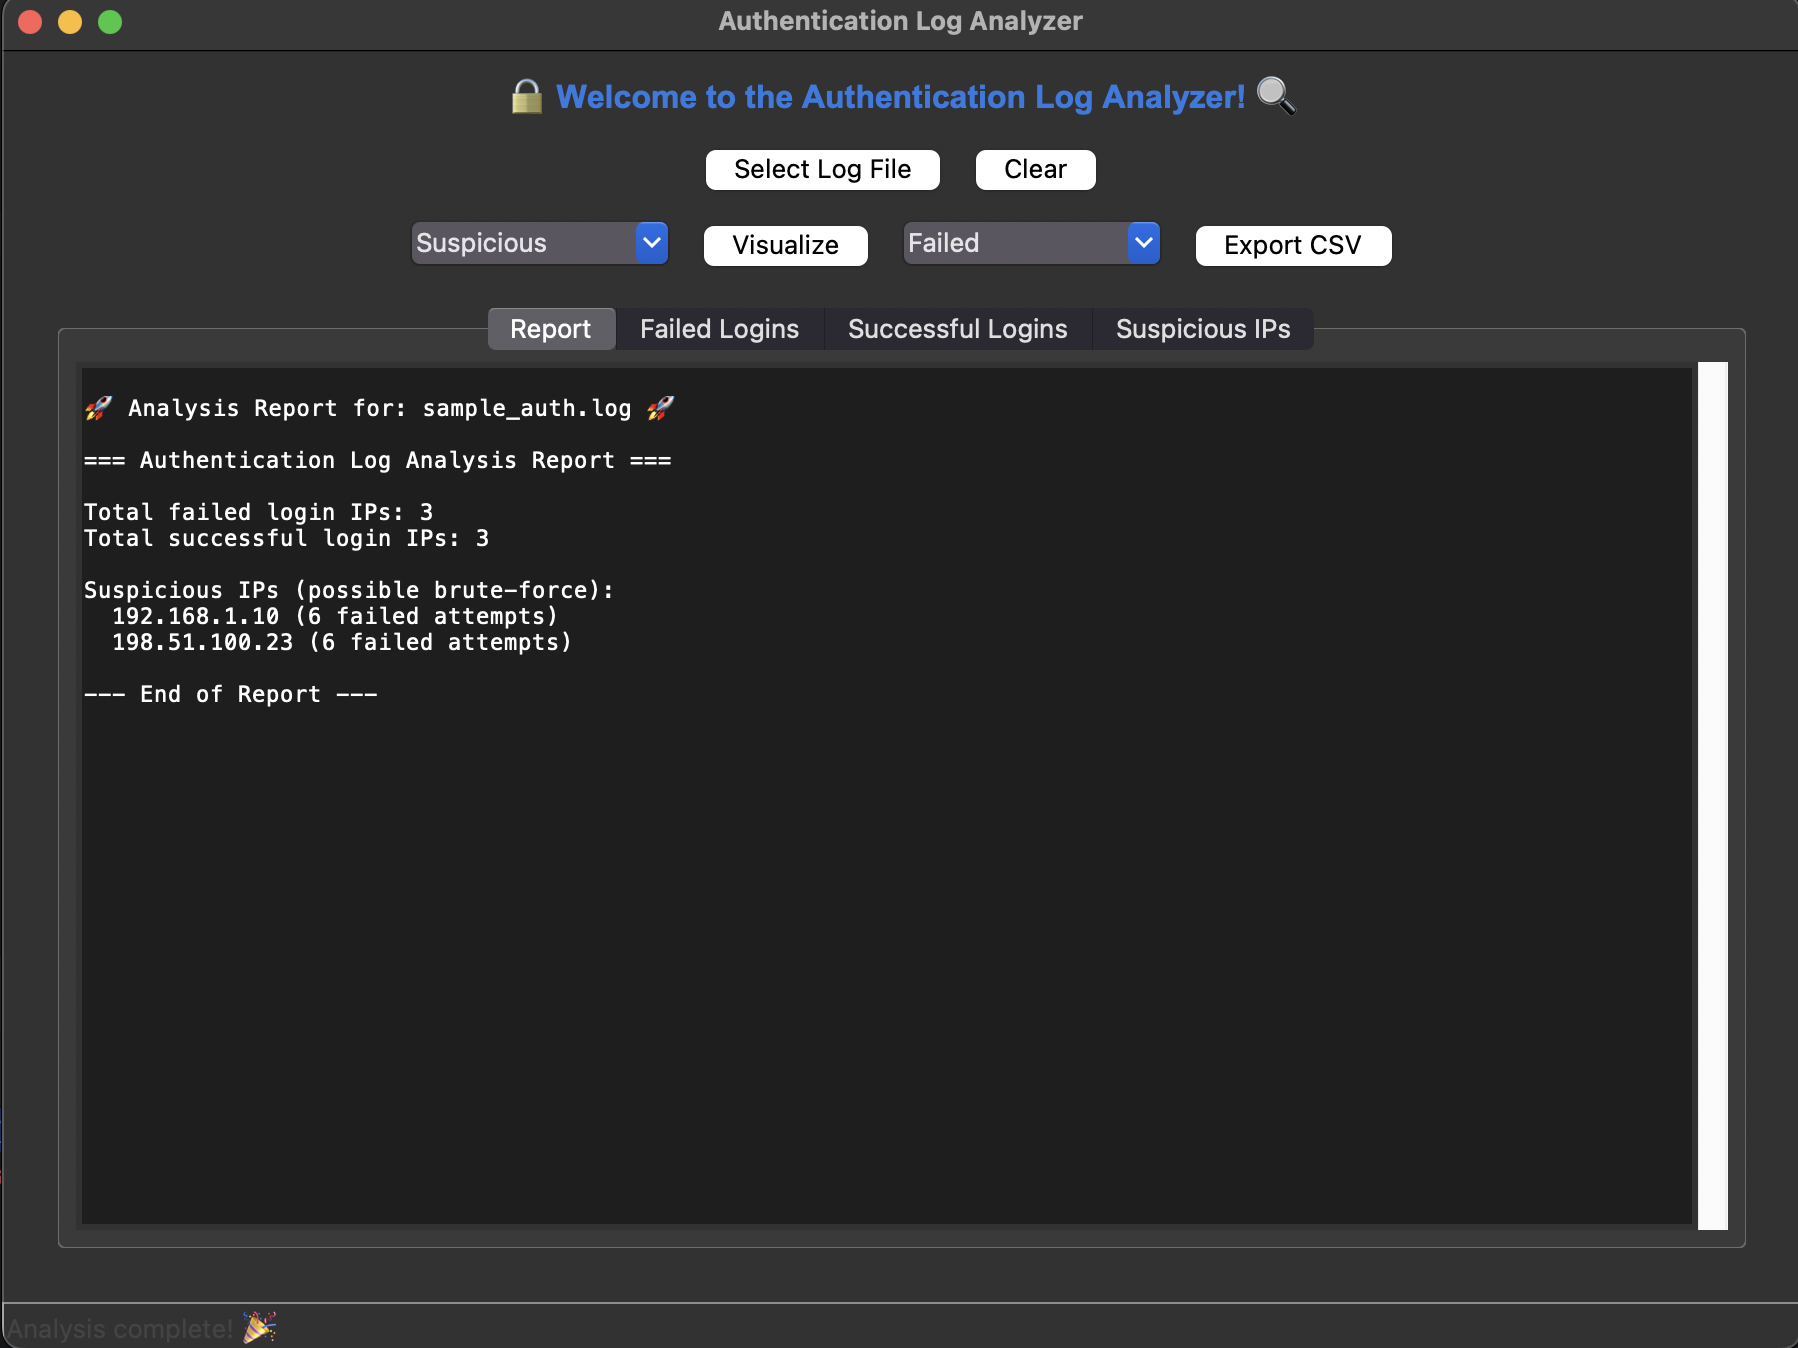 Authentication Log Analyzer
🔒 Welcome to the Authentication Log Analyzer! 🔍
Select Log File Clear
Suspicious Visualize Failed Export CSV
Report Failed Logins Successful Logins Suspicious IPs
🚀 Analysis Report for: sample_auth.log 🚀
=== Authentication Log Analysis Report ===
Total failed login IPs: 3
Total successful login IPs: 3
Suspicious IPs (possible brute-force):
192.168.1.10 (6 failed attempts)
198.51.100.23 (6 failed attempts)
--- End of Report ---
Analysis complete! 🎉